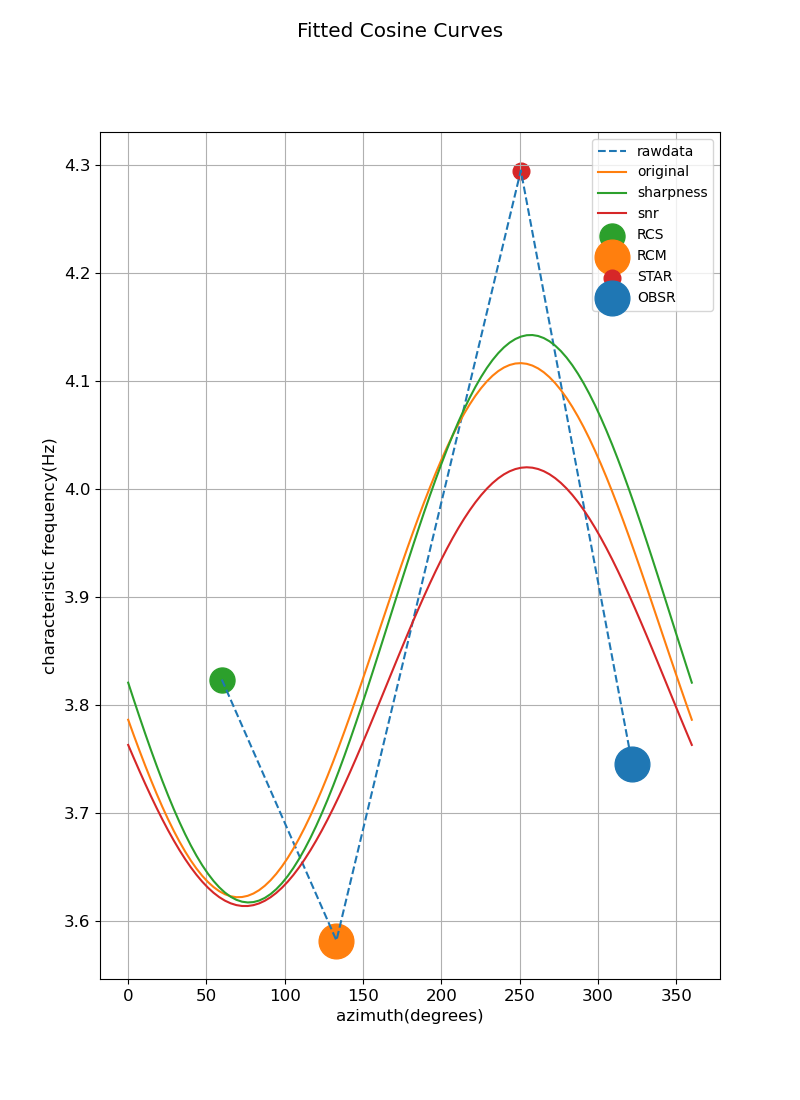 Fitted Cosine Curves
rawdata
original
sharpness
snr
RCS
RCM
STAR
OBSR
4.3
4.2
4.1
4.0
3.9
3.8
3.7
3.6
characteristic frequency(Hz)
0 50 100 150 200 250 300 350
azimuth(degrees)